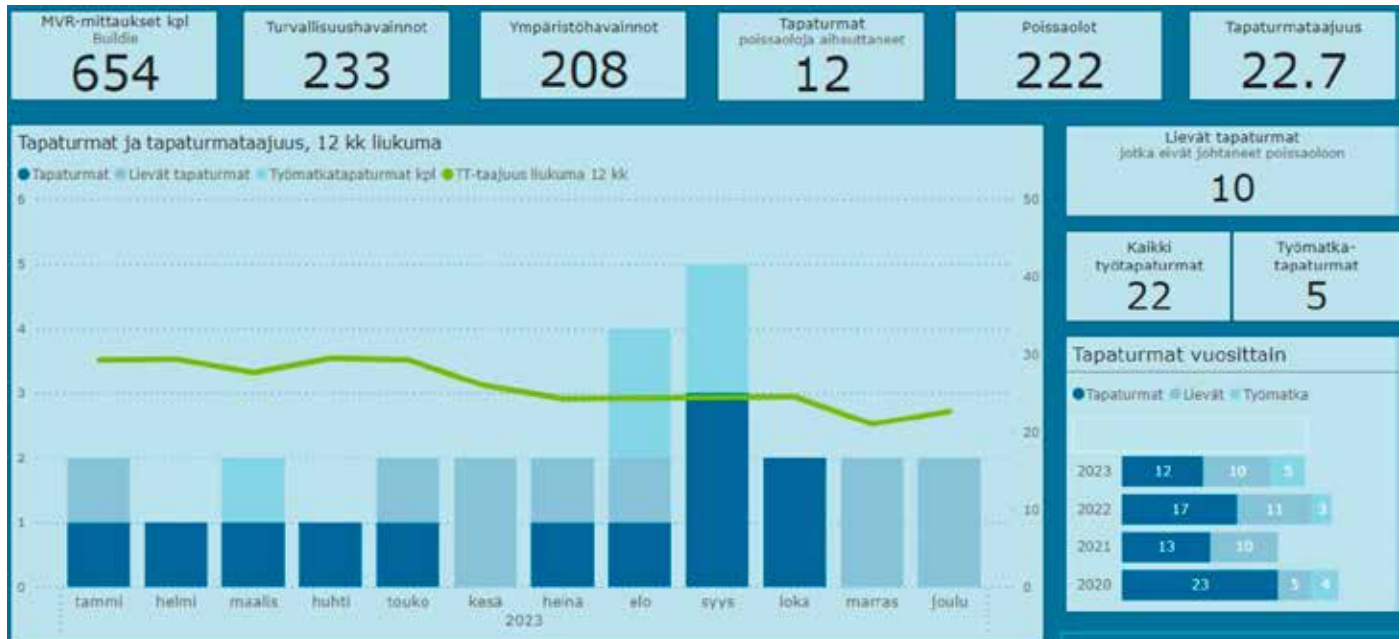 MVR-mittaukset kpl
Buildie
654
Turvallisuushavainnot
233
Ympäristöhavainnot
208
Tapaturmat
poissaoloja aiheuttaneet
12
Poissaolot
222
Tapaturmataajuus
22.7
Tapaturmat ja tapaturmataajuus, 12 kk liukuma
Tapaturmat Lievät tapaturmat Työmatkatapaturmat kpl TT-taajuus liukuma 12 kk
6 50
5
40
4
30
3
20
2
10
1
0 0
tammi helmi maalis huhti touko kesä heinä elo syys loka marras joulu
2023
Lievät tapaturmat
jotka eivät johtaneet poissaoloon
10
Kaikki
työtapaturmat
22
Työmatka-
tapaturmat
5
Tapaturmat vuosittain
Tapaturmat Lievät Työmatka
2023 12 10 5
2022 17 11 3
2021 13 10
2020 23 5 4